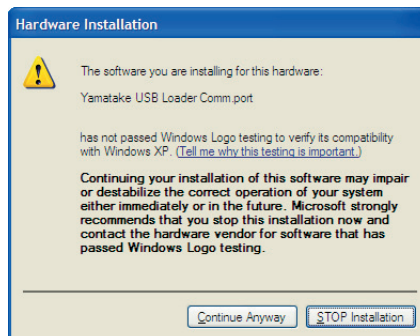 Hardware Installation
The software you are installing for this hardware:
Yamatake USB Loader Comm.port
has not passed Windows Logo testing to verify its compatibility
with Windows XP. (Tell me why this testing is important.)
Continuing your installation of this software may impair
or destabilize the correct operation of your system
either immediately or in the future. Microsoft strongly
recommends that you stop this installation now and
contact the hardware vendor for software that has
passed Windows Logo testing.
Continue Anyway STOP Installation